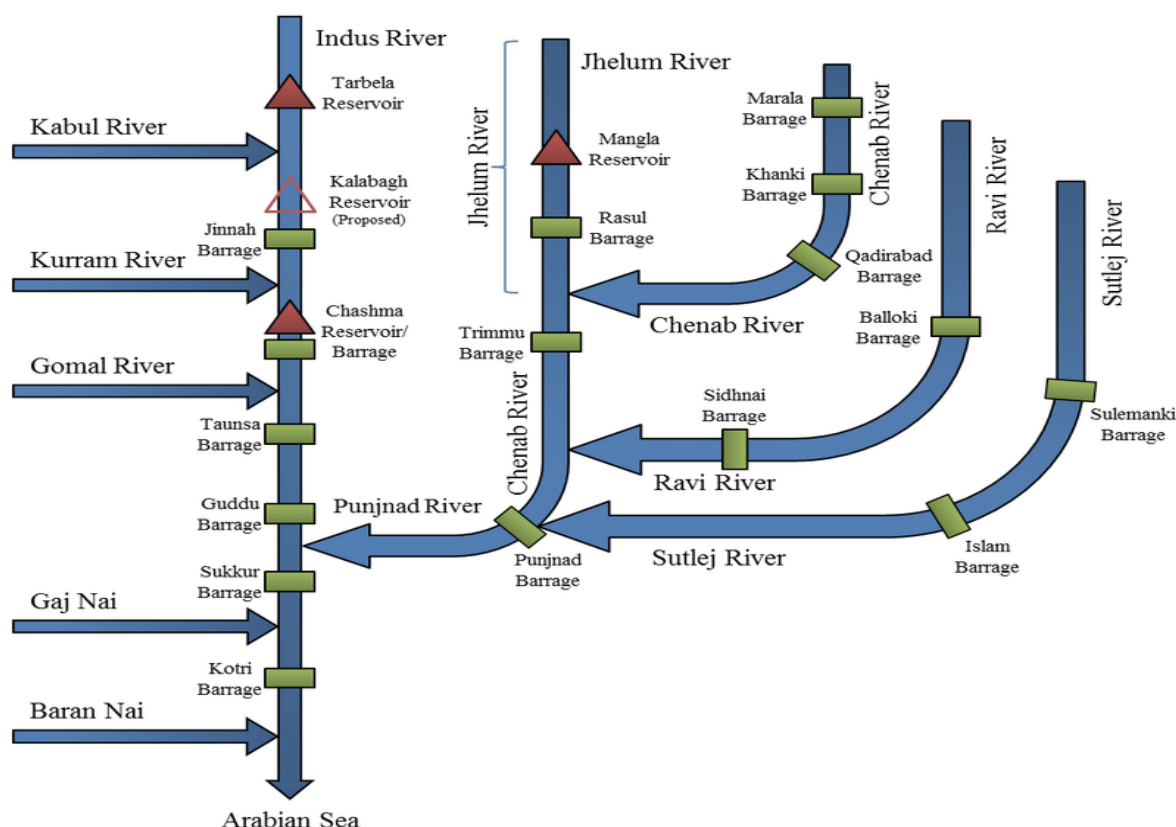 Indus River
Tarbela
Reservoir
Kabul River
Kalabagh
Reservoir
(Proposed)
Jinnah
Barrage
Kurram River
Chashma
Reservoir/
Barrage
Gomal River
Taunsa
Barrage
Guddu
Barrage
Punjnad River
Sukkur
Barrage
Gaj Nai
Kotri
Barrage
Baran Nai
Arabian Sea
Jhelum River
Jhelum River
Mangla
Reservoir
Rasul
Barrage
Trimmu
Barrage
Chenab River
Punjnad
Barrage
Marala
Barrage
Khanki
Barrage
Chenab River
Qadirabad
Barrage
Chenab River
Ravi River
Balloki
Barrage
Sidhnai
Barrage
Ravi River
Sutlej River
Sulemanki
Barrage
Islam
Barrage
Sutlej River